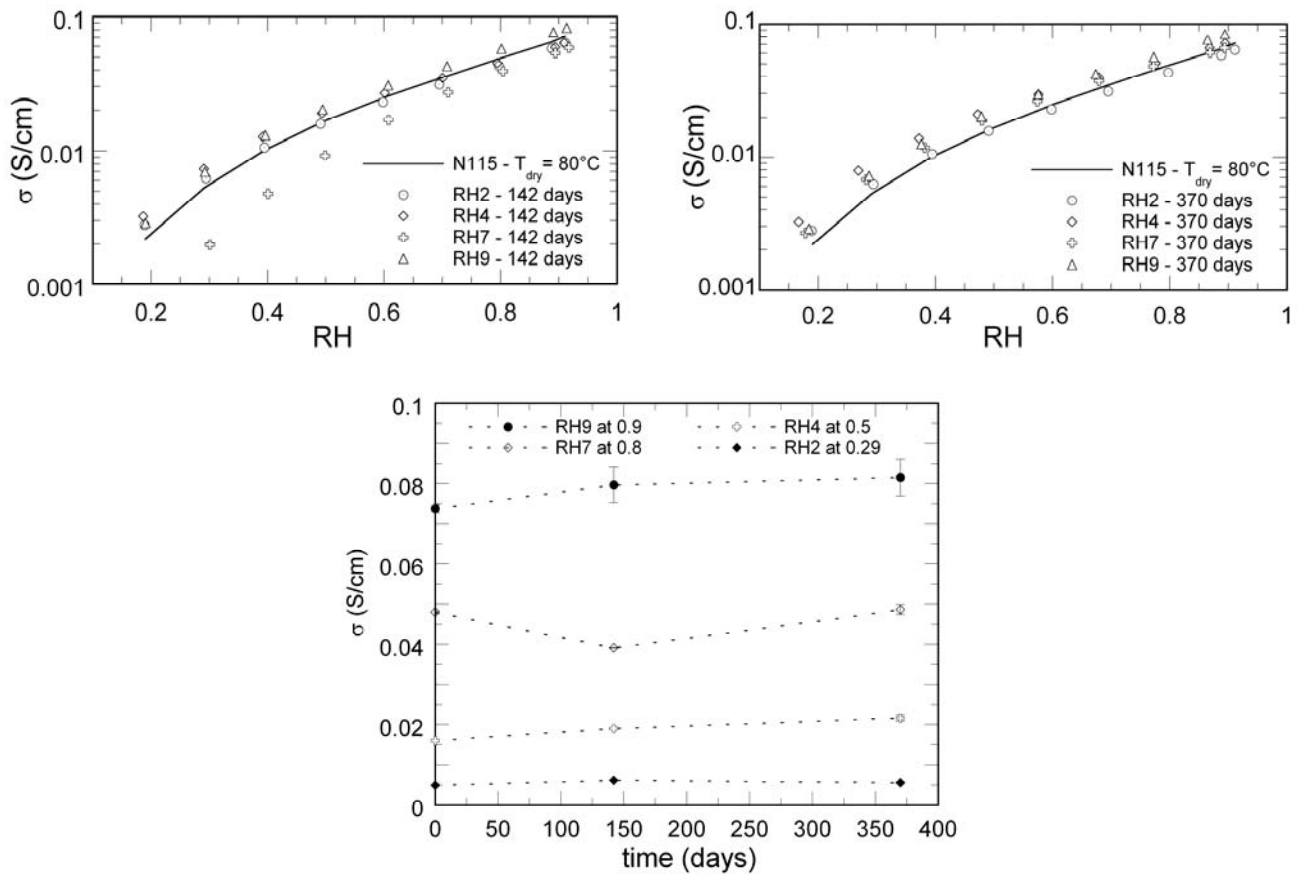 0.1
0.01
0.001
σ (S/cm)
N115 - Tdry = 80°C
RH2 - 142 days
RH4 - 142 days
RH7 - 142 days
RH9 - 142 days
0.2 0.4 0.6 0.8 1
RH
0.1
0.01
0.001
σ (S/cm)
N115 - Tdry = 80°C
RH2 - 370 days
RH4 - 370 days
RH7 - 370 days
RH9 - 370 days
0.2 0.4 0.6 0.8 1
RH
0.1
0.08
0.06
0.04
0.02
0
σ (S/cm)
RH9 at 0.9 RH4 at 0.5
RH7 at 0.8 RH2 at 0.29
0 50 100 150 200 250 300 350 400
time (days)